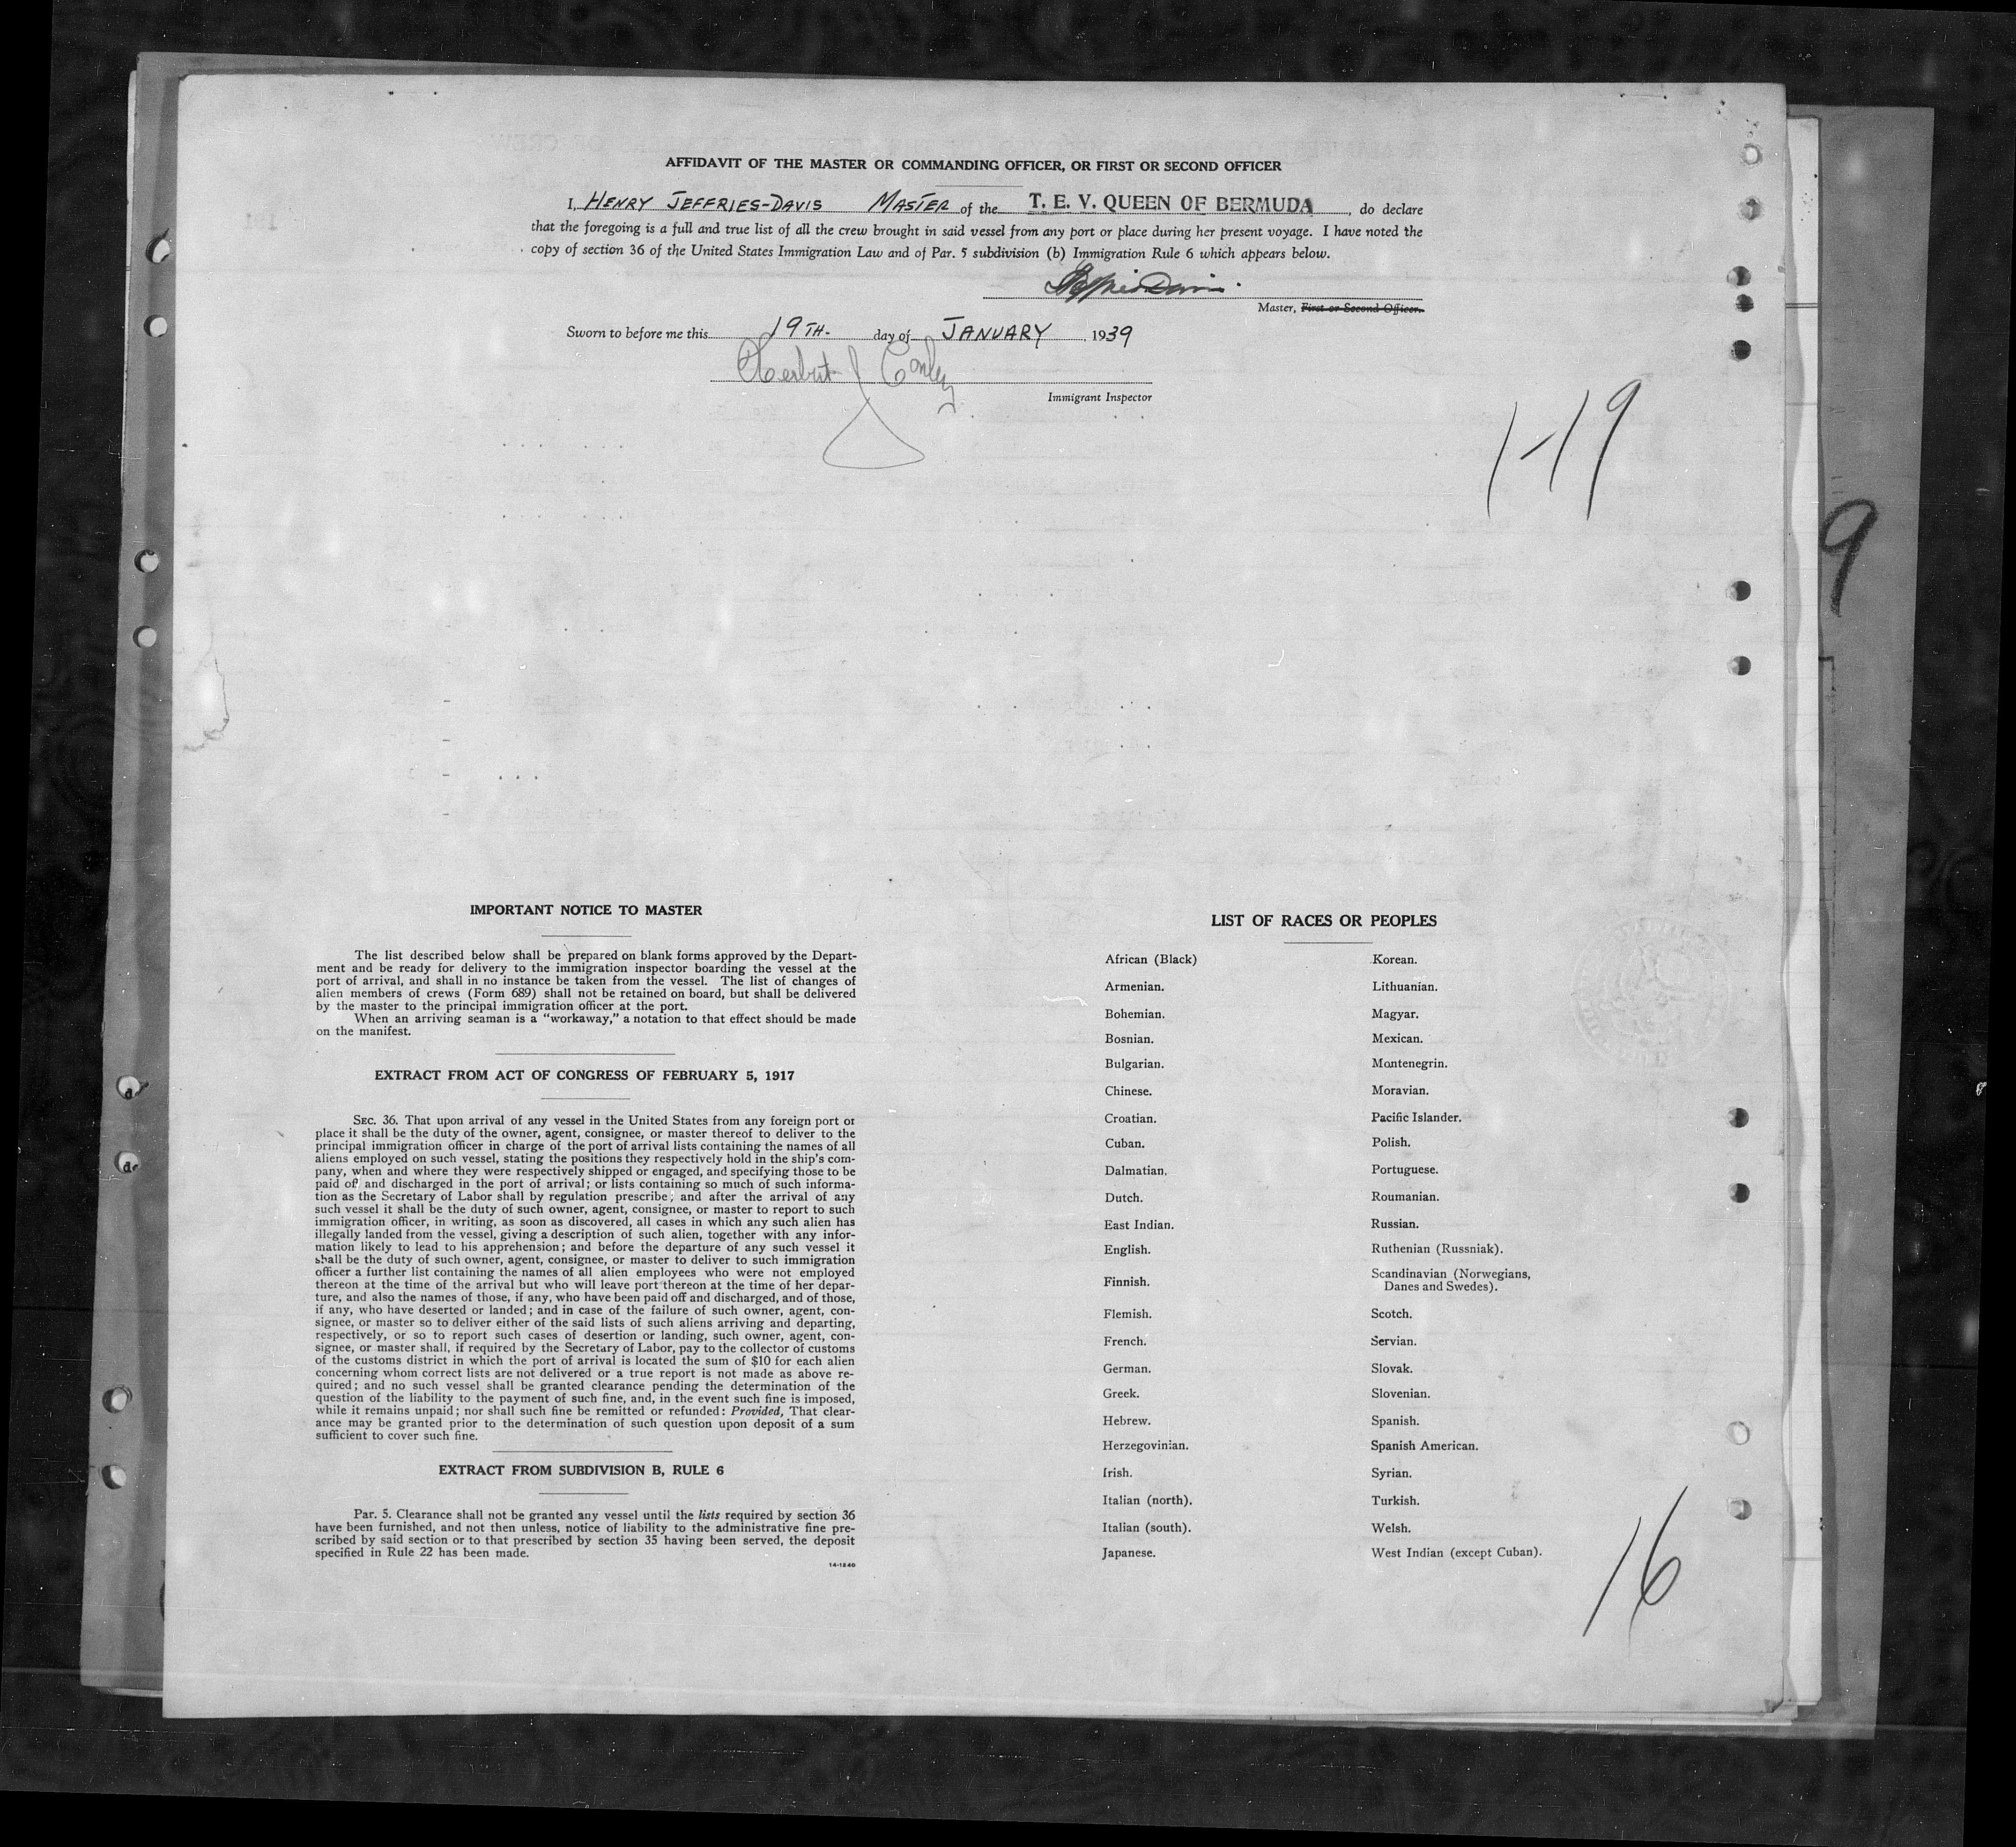 AFFIDAVIT OF THE MASTER OR COMMANDING OFFICER, OR FIRST OR SECOND OFFICER
I, HENRY JEFFRIES-DAVIS MASTER of the T. E. V. QUEEN OF BERMUDA, do declare
that the foregoing is a full and true list of all the crew brought in said vessel from any port or place during her present voyage. I have noted the
copy of section 36 of the United States Immigration Law and of Par. 5 subdivision (b) Immigration Rule 6 which appears below.
Master, First or Second Officer.
Sworn to before me this 19TH. day of JANUARY, 1939
Herbert J Conley
Immigrant Inspector
1-19
9
IMPORTANT NOTICE TO MASTER
The list described below shall be prepared on blank forms approved by the Depart-
ment and be ready for delivery to the immigration inspector boarding the vessel at the
port of arrival, and shall in no instance be taken from the vessel. The list of changes of
alien members of crews (Form 689) shall not be retained on board, but shall be delivered
by the master to the principal immigration officer at the port.
When an arriving seaman is a “workaway,” a notation to that effect should be made
on the manifest.
EXTRACT FROM ACT OF CONGRESS OF FEBRUARY 5, 1917
SEC. 36. That upon arrival of any vessel in the United States from any foreign port or
place it shall be the duty of the owner, agent, consignee, or master thereof to deliver to the
principal immigration officer in charge of the port of arrival lists containing the names of all
aliens employed on such vessel, stating the positions they respectively hold in the ship's com-
pany, when and where they were respectively shipped or engaged, and specifying those to be
paid off and discharged in the port of arrival; or lists containing so much of such informa-
tion as the Secretary of Labor shall by regulation prescribe; and after the arrival of any
such vessel it shall be the duty of such owner, agent, consignee, or master to report to such
immigration officer, in writing, as soon as discovered, all cases in which any such alien has
illegally landed from the vessel, giving a description of such alien, together with any infor-
mation likely to lead to his apprehension; and before the departure of any such vessel it
shall be the duty of such owner, agent, consignee, or master to deliver to such immigration
officer a further list containing the names of all alien employees who were not employed
thereon at the time of the arrival but who will leave port thereon at the time of her depar-
ture, and also the names of those, if any, who have been paid off and discharged, and of those,
if any, who have deserted or landed; and in case of the failure of such owner, agent, con-
signee, or master so to deliver either of the said lists of such aliens arriving and departing,
respectively, or so to report such cases of desertion or landing, such owner, agent, con-
signee, or master shall, if required by the Secretary of Labor, pay to the collector of customs
of the customs district in which the port of arrival is located the sum of $10 for each alien
concerning whom correct lists are not delivered or a true report is not made as above re-
quired; and no such vessel shall be granted clearance pending the determination of the
question of the liability to the payment of such fine, and, in the event such fine is imposed,
while it remains unpaid; nor shall such fine be remitted or refunded: Provided, That clear-
ance may be granted prior to the determination of such question upon deposit of a sum
sufficient to cover such fine.
EXTRACT FROM SUBDIVISION B, RULE 6
Par. 5. Clearance shall not be granted any vessel until the lists required by section 36
have been furnished, and not then unless, notice of liability to the administrative fine pre-
scribed by said section or to that prescribed by section 35 having been served, the deposit
specified in Rule 22 has been made.
14-1240
LIST OF RACES OR PEOPLES
African (Black)
Armenian.
Bohemian.
Bosnian.
Bulgarian.
Chinese.
Croatian.
Cuban.
Dalmatian.
Dutch.
East Indian.
English.
Finnish.
Flemish.
French.
German.
Greek.
Hebrew.
Herzegovinian.
Irish.
Italian (north).
Italian (south).
Japanese.
Korean.
Lithuanian.
Magyar.
Mexican.
Montenegrin.
Moravian.
Pacific Islander.
Polish.
Portuguese.
Roumanian.
Russian.
Ruthenian (Russniak).
Scandinavian (Norwegians,
Danes and Swedes).
Scotch.
Servian.
Slovak.
Slovenian.
Spanish.
Spanish American.
Syrian.
Turkish.
Welsh.
West Indian (except Cuban).
16